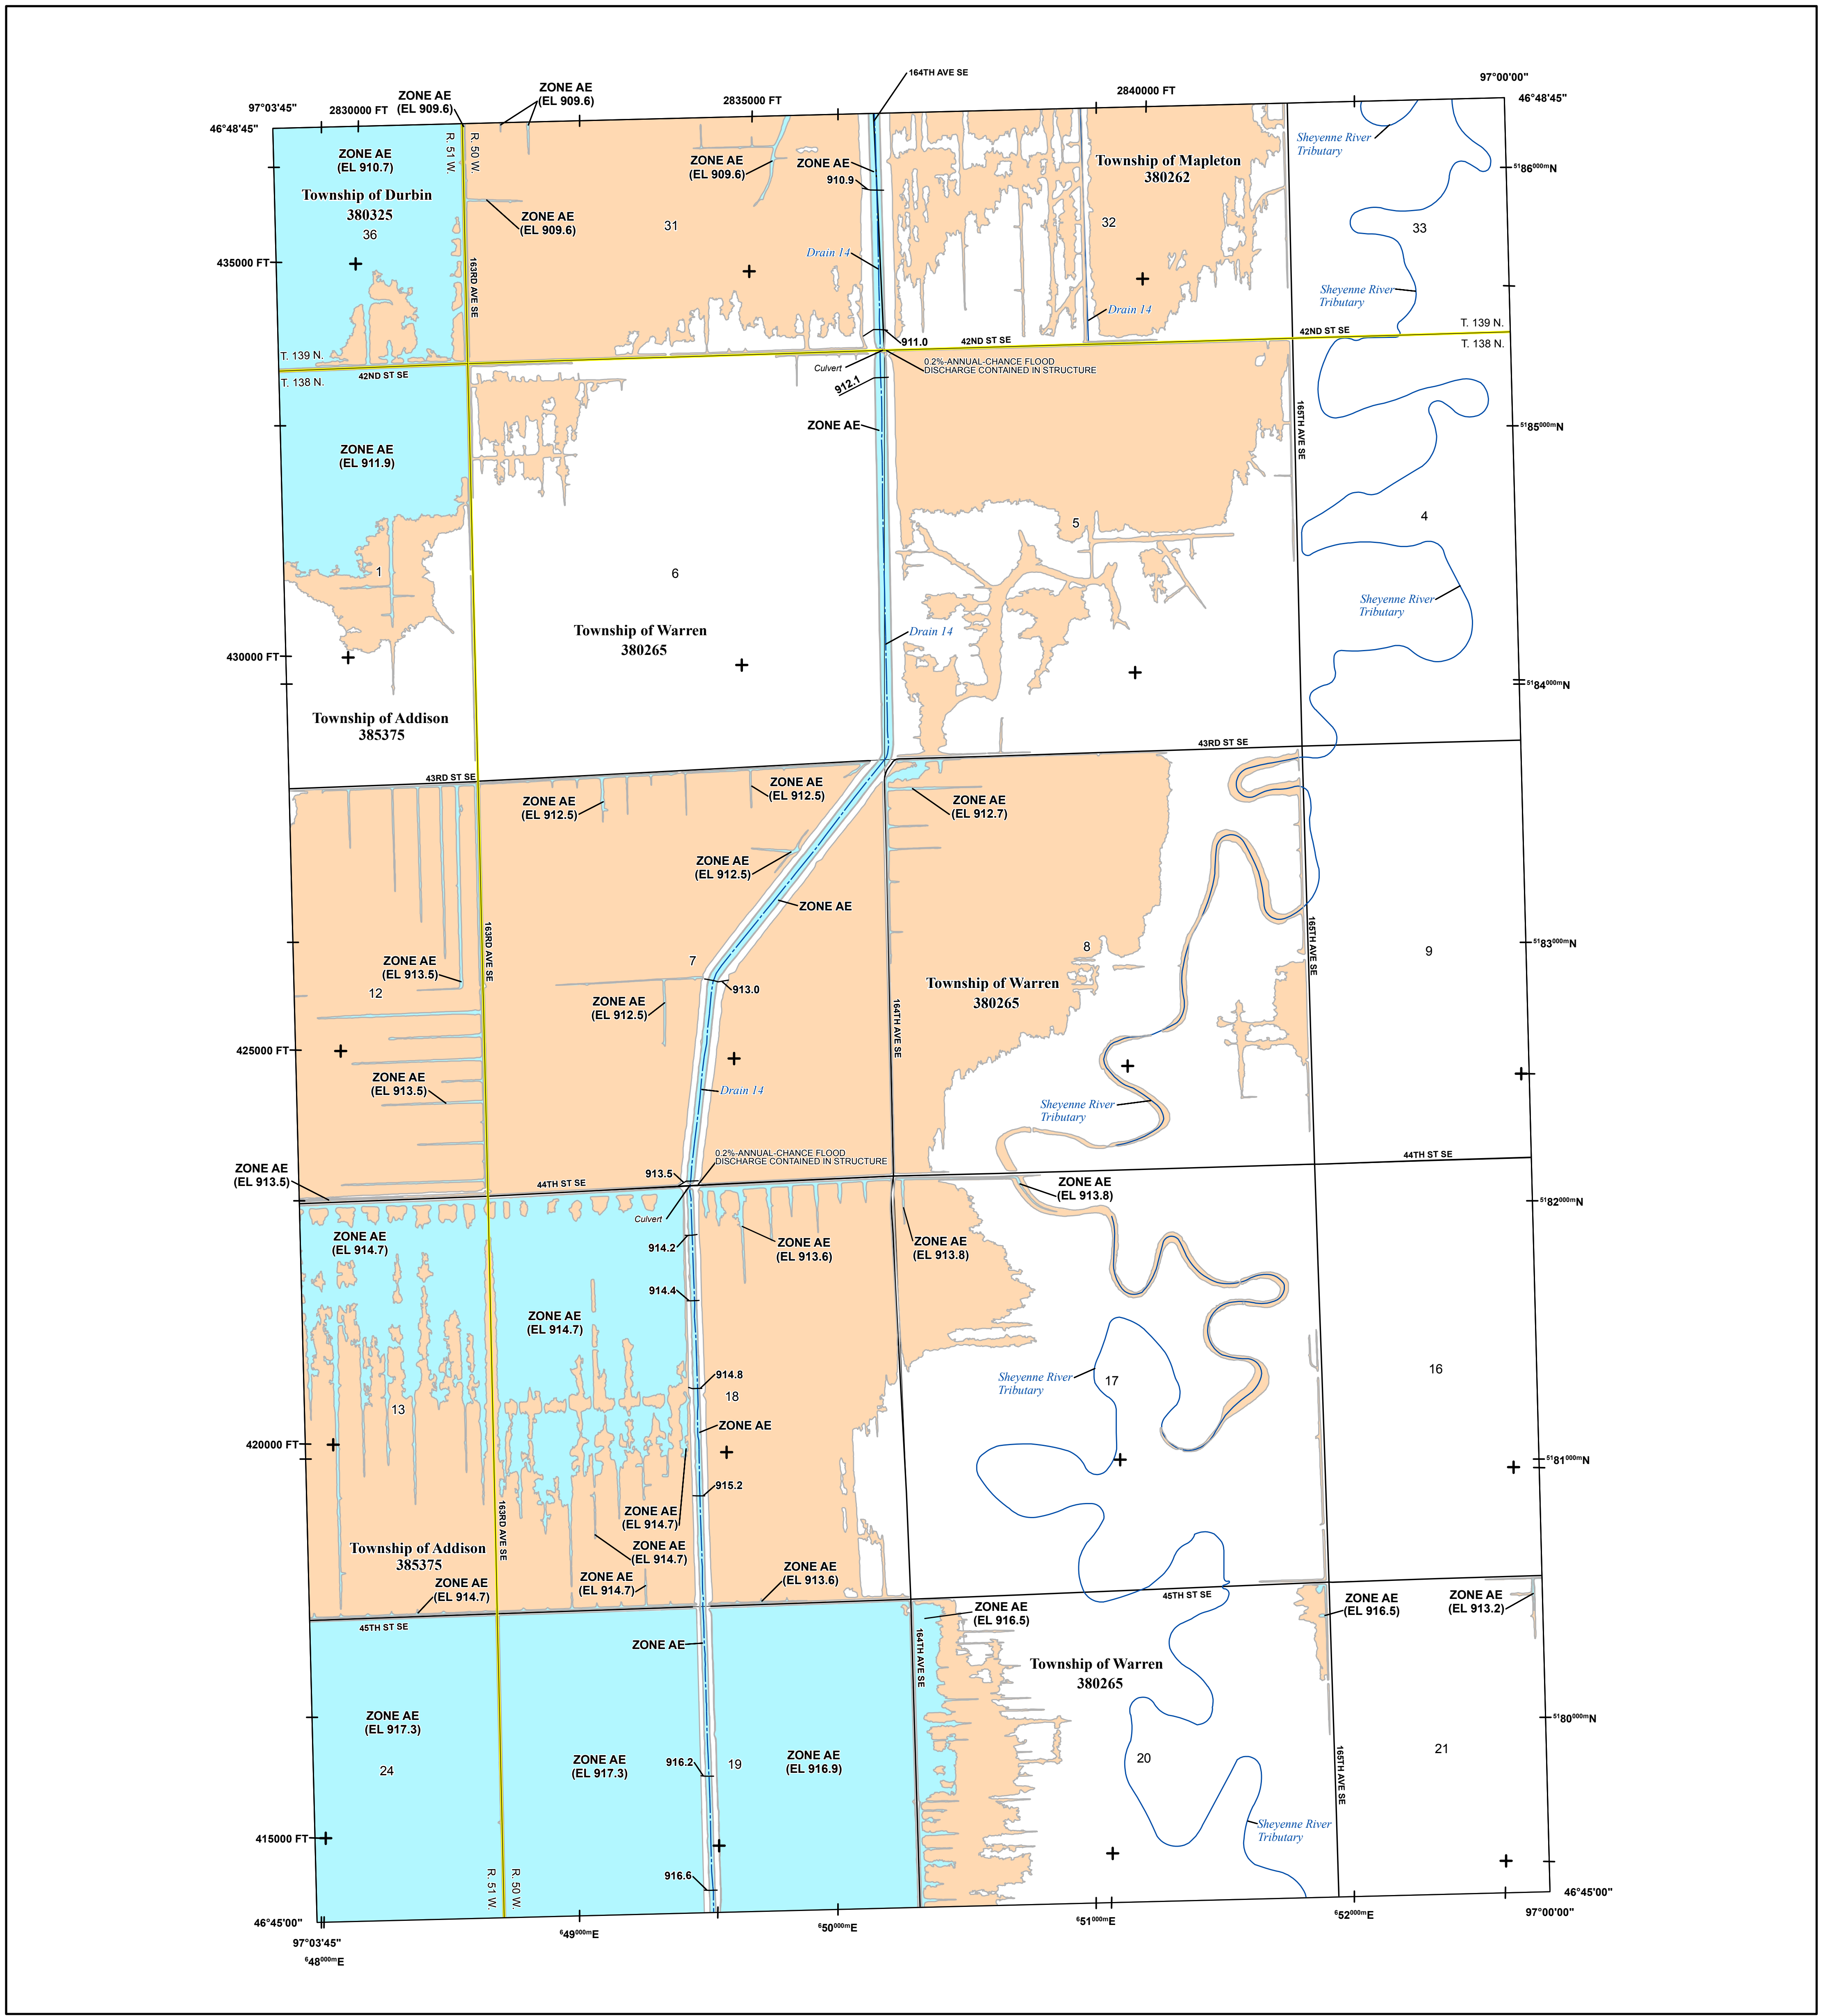 164TH AVE SE
97°00'00"
ZONE AE
(EL 909.6)
ZONE AE
(EL 909.6)
97°03'45"
2830000 FT
2835000 FT
2840000 FT
46°48'45"
46°48'45"
R. 51 W.
R. 50 W.
ZONE AE
(EL 910.7)
Township of Durbin
380325
36
ZONE AE
(EL 909.6)
ZONE AE
(EL 909.6)
31
ZONE AE
910.9
Township of Mapleton
380262
32
Sheyenne River
Tributary
5186000mN
33
435000 FT
163RD AVE SE
Drain 14
Drain 14
Sheyenne River
Tributary
911.0
42ND ST SE
42ND ST SE
T. 139 N.
T. 138 N.
T. 139 N.
T. 138 N.
42ND ST SE
Culvert
0.2%-ANNUAL-CHANCE FLOOD
DISCHARGE CONTAINED IN STRUCTURE
912.1
ZONE AE
165TH AVE SE
5185000mN
ZONE AE
(EL 911.9)
1
6
5
4
Township of Warren
380265
Drain 14
Sheyenne River
Tributary
430000 FT
5184000mN
Township of Addison
385375
43RD ST SE
43RD ST SE
ZONE AE
(EL 912.5)
ZONE AE
(EL 912.5)
ZONE AE
(EL 912.7)
ZONE AE
(EL 912.5)
ZONE AE
163RD AVE SE
165TH AVE SE
5183000mN
7
8
9
ZONE AE
(EL 913.5)
12
913.0
ZONE AE
(EL 912.5)
Township of Warren
380265
164TH AVE SE
425000 FT
ZONE AE
(EL 913.5)
Drain 14
Sheyenne River
Tributary
0.2%-ANNUAL-CHANCE FLOOD
DISCHARGE CONTAINED IN STRUCTURE
44TH ST SE
ZONE AE
(EL 913.5)
913.5
44TH ST SE
ZONE AE
(EL 913.8)
5182000mN
Culvert
ZONE AE
(EL 914.7)
914.2
ZONE AE
(EL 913.6)
ZONE AE
(EL 913.8)
914.4
ZONE AE
(EL 914.7)
914.8
18
13
ZONE AE
Sheyenne River
Tributary
17
16
420000 FT
5181000mN
915.2
163RD AVE SE
ZONE AE
(EL 914.7)
ZONE AE
(EL 914.7)
Township of Addison
385375
ZONE AE
(EL 914.7)
ZONE AE
(EL 914.7)
ZONE AE
(EL 913.6)
45TH ST SE
45TH ST SE
ZONE AE
(EL 916.5)
ZONE AE
(EL 916.5)
ZONE AE
(EL 913.2)
ZONE AE
164TH AVE SE
Township of Warren
380265
ZONE AE
(EL 917.3)
24
ZONE AE
(EL 917.3)
916.2
19
ZONE AE
(EL 916.9)
20
21
165TH AVE SE
5180000mN
415000 FT
Sheyenne River
Tributary
R. 51 W.
R. 50 W.
916.6
46°45'00"
46°45'00"
97°03'45"
648000mE
649000mE
650000mE
651000mE
652000mE
97°00'00"